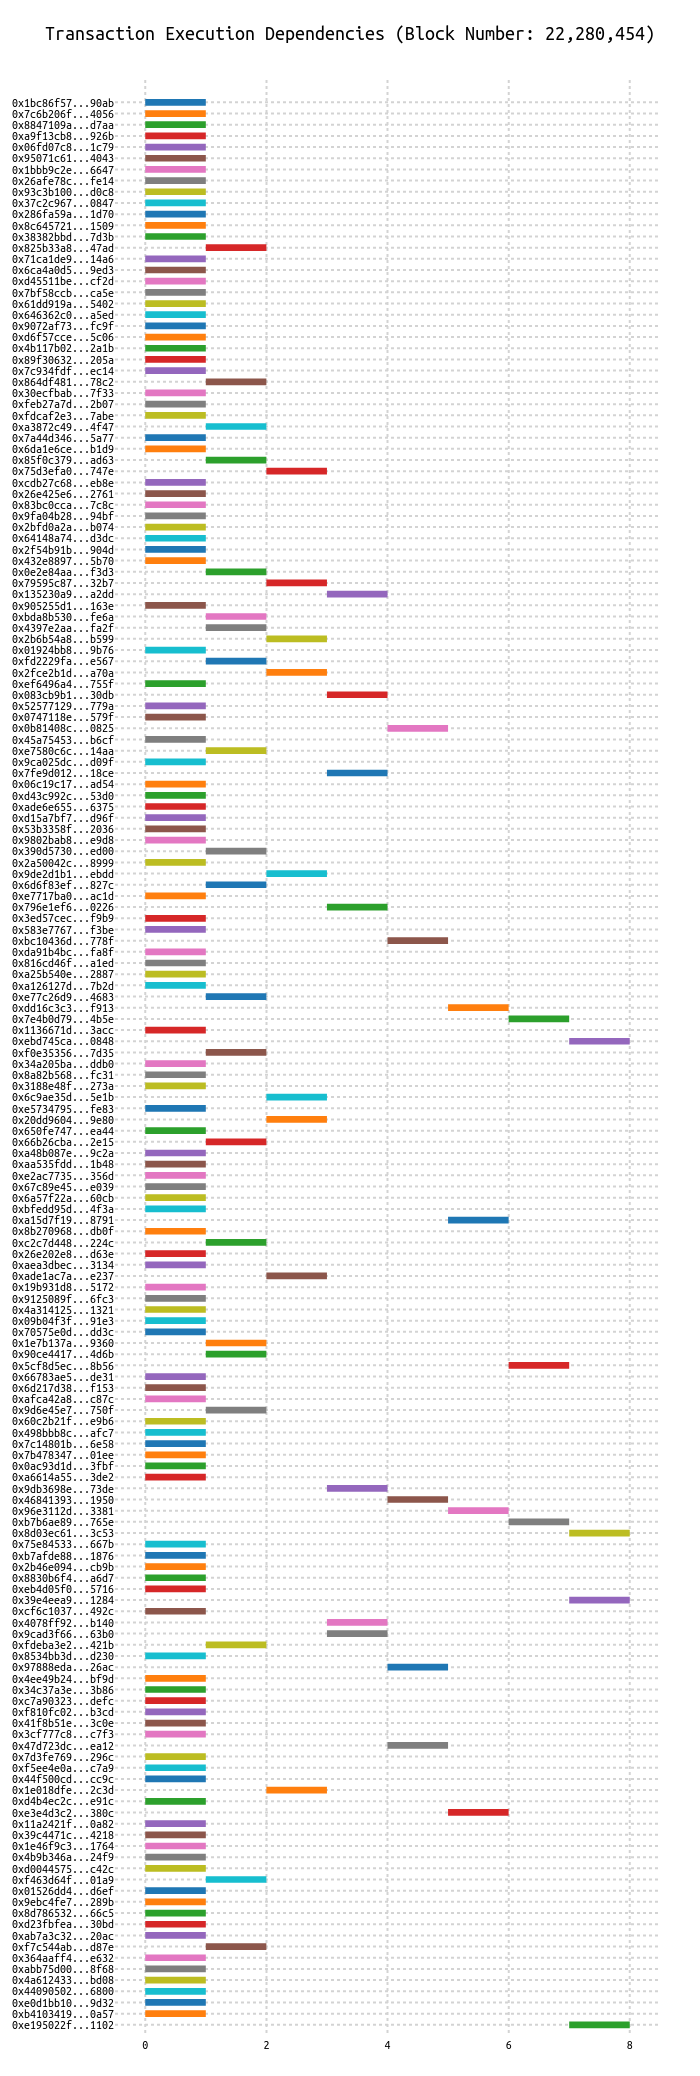 Transaction Execution Dependencies (Block Number: 22,280,454)
0x1bc86f57...90ab
0x7c6b206f...4056
0x8847109a...d7aa
0xa9f13cb8...926b
0x06fd07c8...1c79
0x95071c61...4043
0x1bbb9c2e...6647
0x26afe78c...fe14
0x93c3b100...d0c8
0x37c2c967...0847
0x286fa59a...1d70
0x8c645721...1509
0x38382bbd...7d3b
0x825b33a8...47ad
0x71ca1de9...14a6
0x6ca4a0d5...9ed3
0xd45511be...cf2d
0x7bf58ccb...ca5e
0x61dd919a...5402
0x646362c0...a5ed
0x9072af73...fc9f
0xd6f57cce...5c06
0x4b117b02...2a1b
0x89f30632...205a
0x7c934fdf...ec14
0x864df481...78c2
0x30ecfbab...7f33
0xfeb27a7d...2b07
0xfdcaf2e3...7abe
0xa3872c49...4f47
0x7a44d346...5a77
0x6da1e6ce...b1d9
0x85f0c379...ad63
0x75d3efa0...747e
0xcdb27c68...eb8e
0x26e425e6...2761
0x83bc0cca...7c8c
0x9fa04b28...94bf
0x2bfd0a2a...b074
0x64148a74...d3dc
0x2f54b91b...904d
0x432e8897...5b70
0x0e2e84aa...f3d3
0x79595c87...32b7
0x135230a9...a2dd
0x905255d1...163e
0xbda8b530...fe6a
0x4397e2aa...fa2f
0x2b6b54a8...b599
0x01924bb8...9b76
0xfd2229fa...e567
0x2fce2b1d...a70a
0xef6496a4...755f
0x083cb9b1...30db
0x52577129...779a
0x0747118e...579f
0x0b81408c...0825
0x45a75453...b6cf
0xe7580c6c...14aa
0x9ca025dc...d09f
0x7fe9d012...18ce
0x06c19c17...ad54
0xd43c992c...53d0
0xade6e655...6375
0xd15a7bf7...d96f
0x53b3358f...2036
0x9802bab8...e9d8
0x390d5730...ed00
0x2a50042c...8999
0x9de2d1b1...ebdd
0x6d6f83ef...827c
0xe7717ba0...ac1d
0x796e1ef6...0226
0x3ed57cec...f9b9
0x583e7767...f3be
0xbc10436d...778f
0xda91b4bc...fa8f
0x816cd46f...a1ed
0xa25b540e...2887
0xa126127d...7b2d
0xe77c26d9...4683
0xdd16c3c3...f913
0x7e4b0d79...4b5e
0x1136671d...3acc
0xebd745ca...0848
0xf0e35356...7d35
0x34a205ba...ddb0
0x8a82b568...fc31
0x3188e48f...273a
0x6c9ae35d...5e1b
0xe5734795...fe83
0x20dd9604...9e80
0x650fe747...ea44
0x66b26cba...2e15
0xa48b087e...9c2a
0xaa535fdd...1b48
0xe2ac7735...356d
0x67c89e45...e039
0x6a57f22a...60cb
0xbfedd95d...4f3a
0xa15d7f19...8791
0x8b270968...db0f
0xc2c7d448...224c
0x26e202e8...d63e
0xaea3dbec...3134
0xade1ac7a...e237
0x19b931d8...5172
0x9125089f...6fc3
0x4a314125...1321
0x09b04f3f...91e3
0x70575e0d...dd3c
0x1e7b137a...9360
0x90ce4417...4d6b
0x5cf8d5ec...8b56
0x66783ae5...de31
0x6d217d38...f153
0xafca42a8...c87c
0x9d6e45e7...750f
0x60c2b21f...e9b6
0x498bbb8c...afc7
0x7c14801b...6e58
0x7b478347...01ee
0x0ac93d1d...3fbf
0xa6614a55...3de2
0x9db3698e...73de
0x46841393...1950
0x96e3112d...3381
0xb7b6ae89...765e
0x8d03ec61...3c53
0x75e84533...667b
0xb7afde88...1876
0x2b46e094...cb9b
0x8830b6f4...a6d7
0xeb4d05f0...5716
0x39e4eea9...1284
0xcf6c1037...492c
0x4078ff92...b140
0x9cad3f66...63b0
0xfdeba3e2...421b
0x8534bb3d...d230
0x97888eda...26ac
0x4ee49b24...bf9d
0x34c37a3e...3b86
0xc7a90323...defc
0xf810fc02...b3cd
0x41f8b51e...3c0e
0x3cf777c8...c7f3
0x47d723dc...ea12
0x7d3fe769...296c
0xf5ee4e0a...c7a9
0x44f500cd...cc9c
0x1e018dfe...2c3d
0xd4b4ec2c...e91c
0xe3e4d3c2...380c
0x11a2421f...0a82
0x39c4471c...4218
0x1e46f9c3...1764
0x4b9b346a...24f9
0xd0044575...c42c
0xf463d64f...01a9
0x01526dd4...d6ef
0x9ebc4fe7...289b
0x8d786532...66c5
0xd23fbfea...30bd
0xab7a3c32...20ac
0xf7c544ab...d87e
0x364aaff4...e632
0xabb75d00...8f68
0x4a612433...bd08
0x44090502...6800
0xe0d1bb10...9d32
0xb4103419...0a57
0xe195022f...1102
0 2 4 6 8